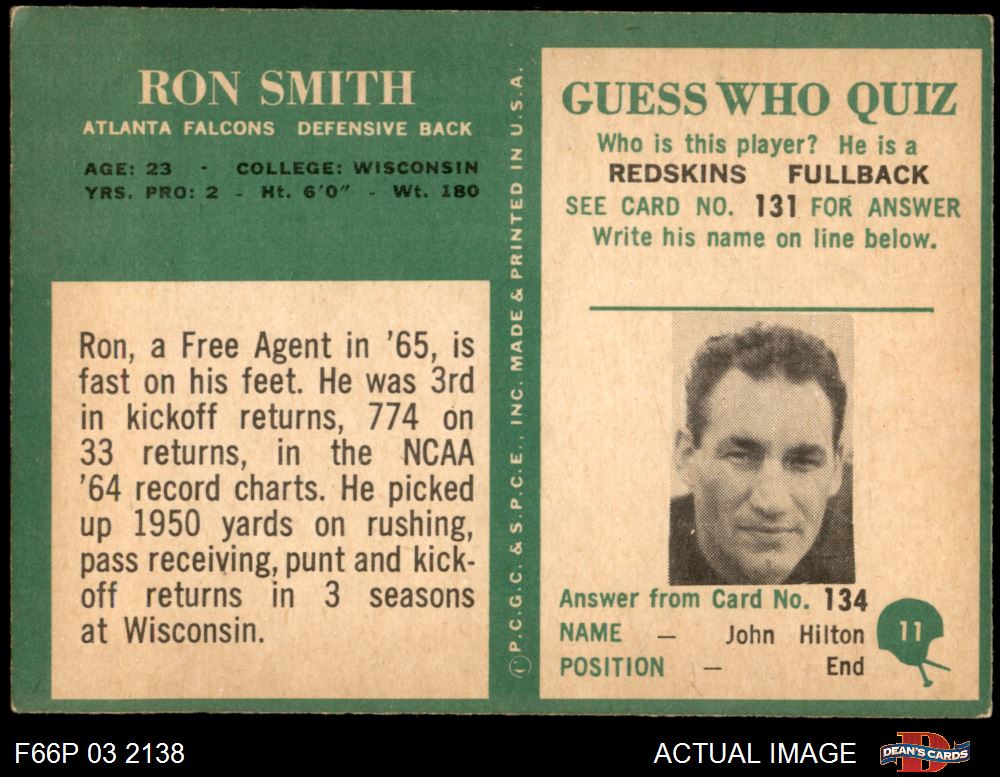 RON SMITH
ATLANTA FALCONS DEFENSIVE BACK
AGE: 23 - COLLEGE: WISCONSIN
YRS. PRO: 2 - Ht. 6'0" - Wt. 180
Ron, a Free Agent in '65, is
fast on his feet. He was 3rd
in kickoff returns, 774 on
33 returns, in the NCAA
'64 record charts. He picked
up 1950 yards on rushing,
pass receiving, punt and kick-
off returns in 3 seasons
at Wisconsin.
©P.C.G.C. & S.P.C.E., INC. MADE & PRINTED IN U.S.A.
GUESS WHO QUIZ
Who is this player? He is a
REDSKINS FULLBACK
SEE CARD NO. 131 FOR ANSWER
Write his name on line below.
Answer from Card No. 134
NAME — John Hilton
POSITION — End
11
F66P 03 2138
ACTUAL IMAGE
D
DEAN'S CARDS